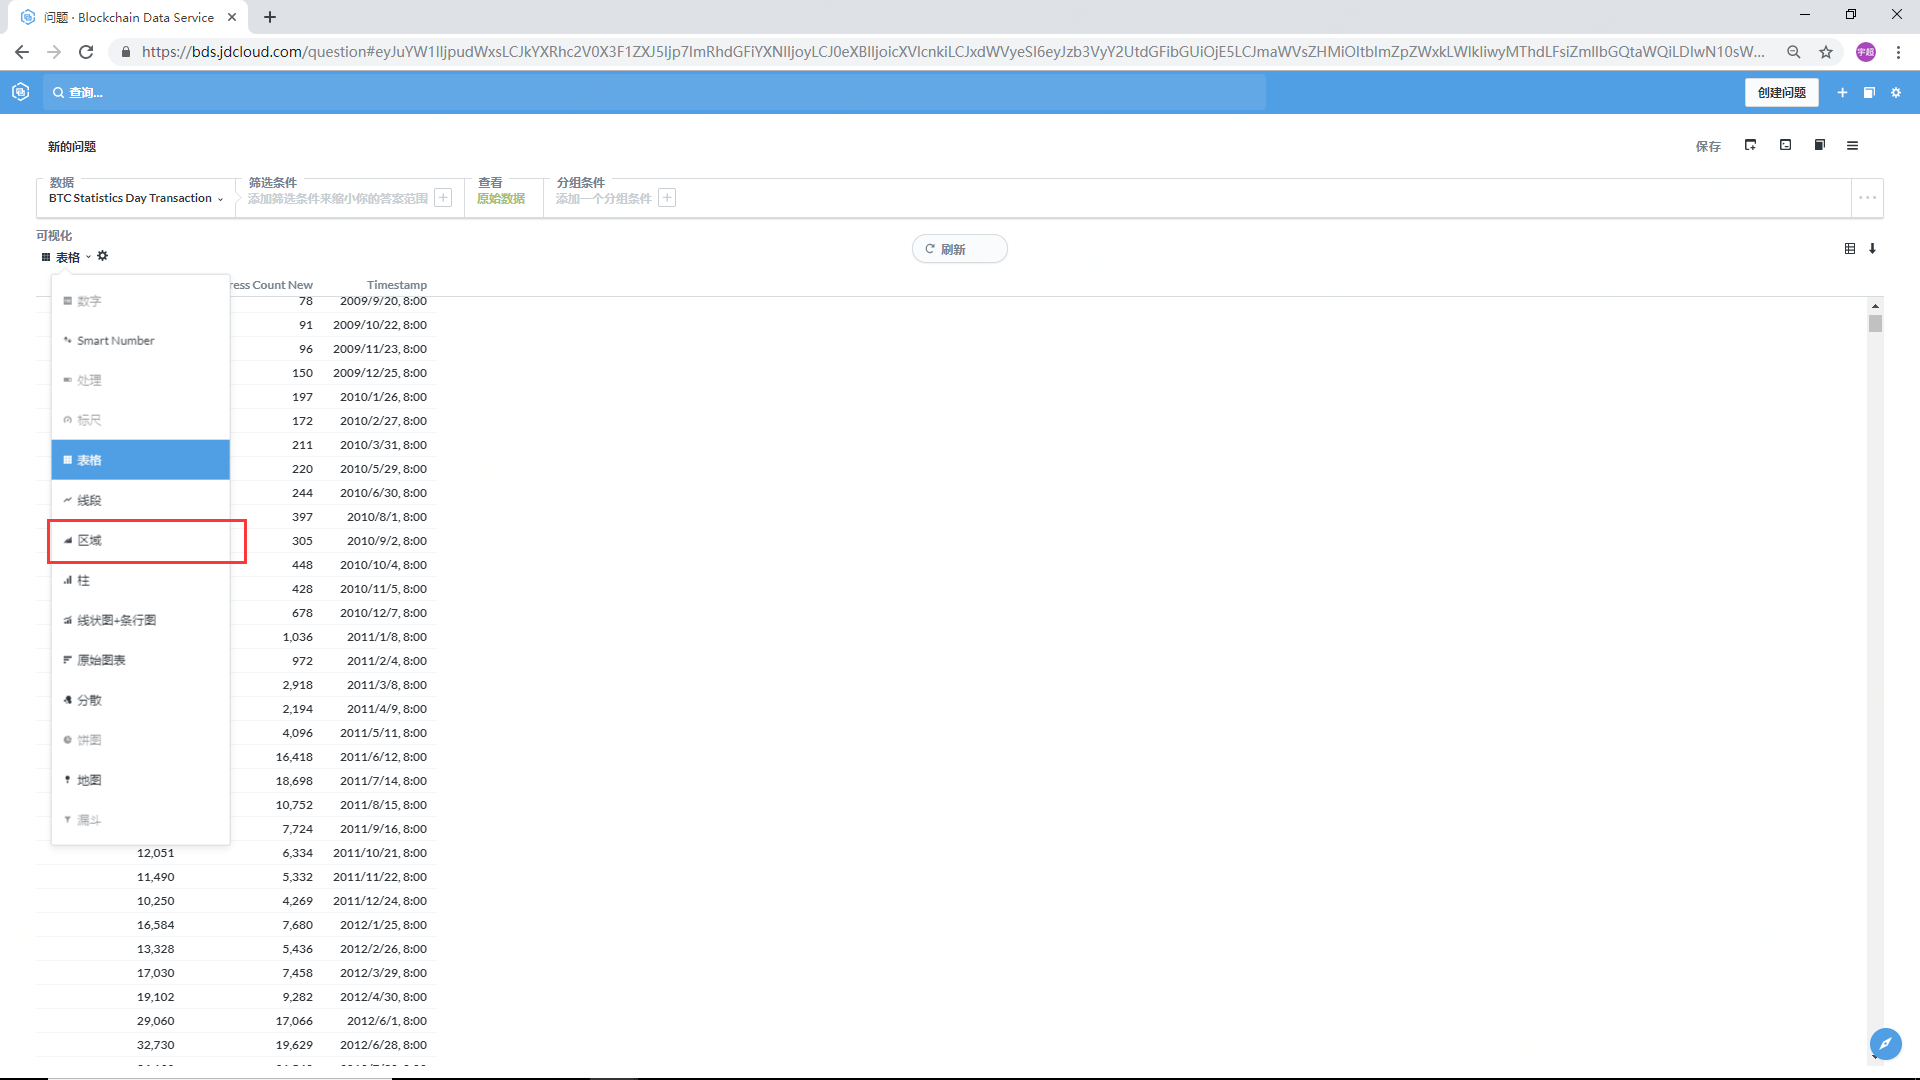 问题 · Blockchain Data Service
https://bds.jdcloud.com/question#eyJuYW1lIjpudWxsLCJkYXRhc2V0X3F1ZXJ5Ijp7ImRhdGFiYXNlIjoyLCJ0eXBlIjoicXVlcnkiLCJxdWVyeSI6eyJzb3VyY2UtdGFibGUiOjE5LCJmaWVsZHMiOltbImZpZWxkLWlkIiwyMThdLFsiZmllbGQtaWQiLDIwN10sW...
宇超
查询...
创建问题
新的问题
保存
数据 筛选条件 查看 分组条件
BTC Statistics Day Transaction 添加筛选条件来缩小你的答案范围 原始数据 添加一个分组条件
可视化
表格
刷新
ress Count New Timestamp
数字
Smart Number
处理
标尺
表格
线段
区域
柱
线状图+条行图
原始图表
分散
饼图
地图
漏斗
78 2009/9/20, 8:00
91 2009/10/22, 8:00
96 2009/11/23, 8:00
150 2009/12/25, 8:00
197 2010/1/26, 8:00
172 2010/2/27, 8:00
211 2010/3/31, 8:00
220 2010/5/29, 8:00
244 2010/6/30, 8:00
397 2010/8/1, 8:00
305 2010/9/2, 8:00
448 2010/10/4, 8:00
428 2010/11/5, 8:00
678 2010/12/7, 8:00
1,036 2011/1/8, 8:00
972 2011/2/4, 8:00
2,918 2011/3/8, 8:00
2,194 2011/4/9, 8:00
4,096 2011/5/11, 8:00
16,418 2011/6/12, 8:00
18,698 2011/7/14, 8:00
10,752 2011/8/15, 8:00
7,724 2011/9/16, 8:00
12,051 6,334 2011/10/21, 8:00
11,490 5,332 2011/11/22, 8:00
10,250 4,269 2011/12/24, 8:00
16,584 7,680 2012/1/25, 8:00
13,328 5,436 2012/2/26, 8:00
17,030 7,458 2012/3/29, 8:00
19,102 9,282 2012/4/30, 8:00
29,060 17,066 2012/6/1, 8:00
32,730 19,629 2012/6/28, 8:00